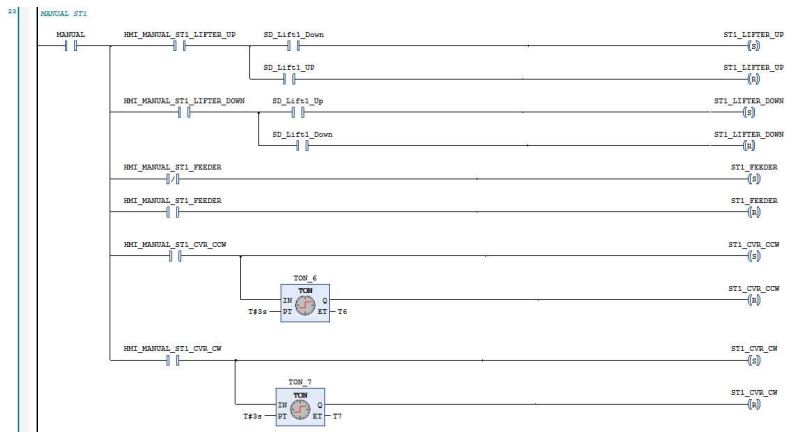 23
MANUAL ST1
MANUAL HMI_MANUAL_ST1_LIFTER_UP SD_Lift1_Down ST1_LIFTER_UP
S
SD_Lift1_UP ST1_LIFTER_UP
R
HMI_MANUAL_ST1_LIFTER_DOWN SD_Lift1_Up ST1_LIFTER_DOWN
S
SD_Lift1_Down ST1_LIFTER_DOWN
R
HMI_MANUAL_ST1_FEEDER ST1_FEEDER
S
HMI_MANUAL_ST1_FEEDER ST1_FEEDER
R
HMI_MANUAL_ST1_CVR_CCW ST1_CVR_CCW
S
TON_6
TON ST1_CVR_CCW
IN Q R
T#3s PT ET T6
HMI_MANUAL_ST1_CVR_CW ST1_CVR_CW
S
TON_7
TON ST1_CVR_CW
IN Q R
T#3s PT ET T7